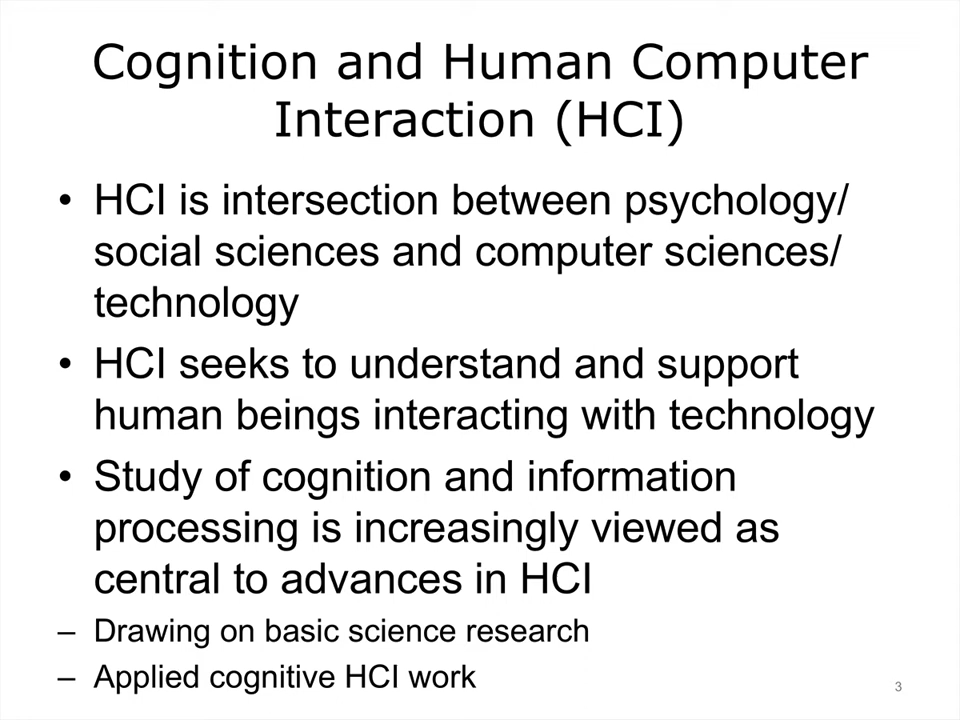 Cognition and Human Computer
Interaction (HCI)
• HCI is intersection between psychology/
social sciences and computer sciences/
technology
• HCI seeks to understand and support
human beings interacting with technology
• Study of cognition and information
processing is increasingly viewed as
central to advances in HCI
– Drawing on basic science research
– Applied cognitive HCI work
3